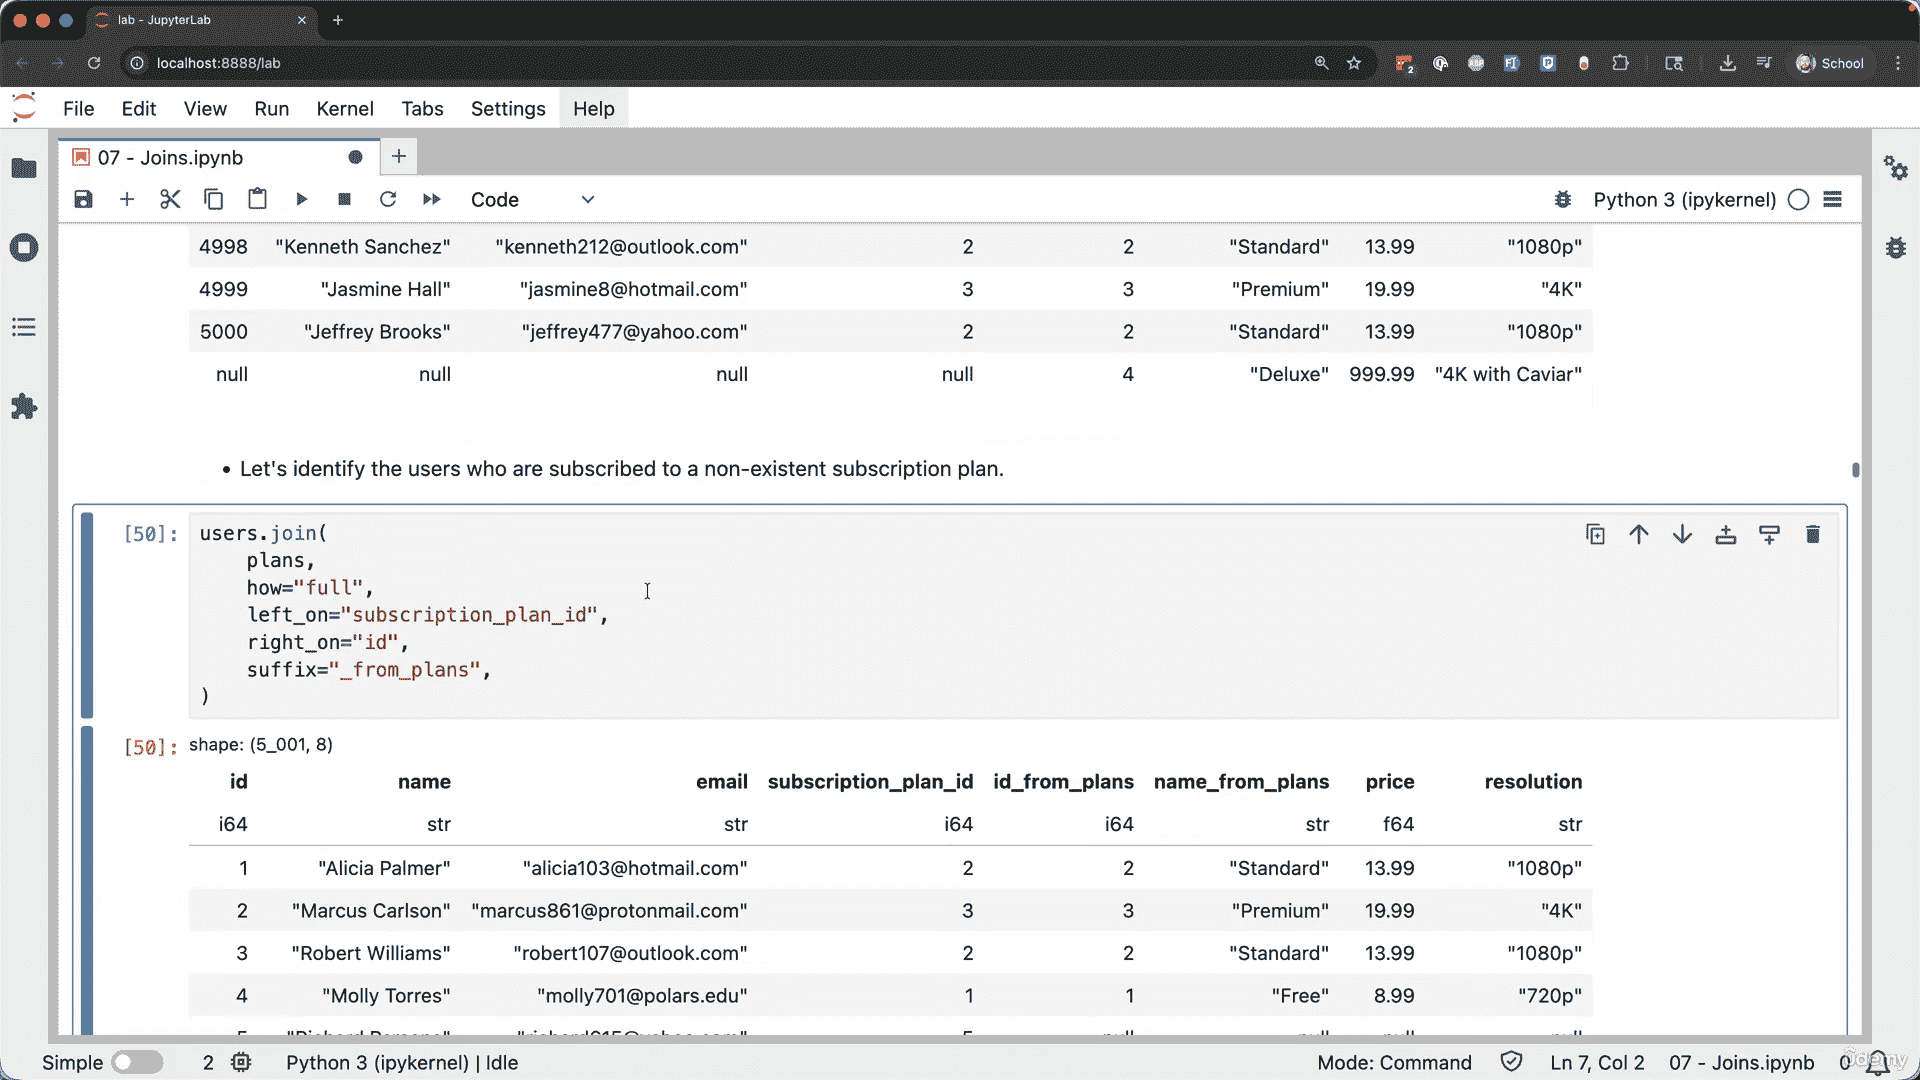 lab - JupyterLab
localhost:8888/lab
2
School
File Edit View Run Kernel Tabs Settings Help
07 - Joins.ipynb
Code
Python 3 (ipykernel)
4998 "Kenneth Sanchez" "kenneth212@outlook.com" 2 2 "Standard" 13.99 "1080p"
4999 "Jasmine Hall" "jasmine8@hotmail.com" 3 3 "Premium" 19.99 "4K"
5000 "Jeffrey Brooks" "jeffrey477@yahoo.com" 2 2 "Standard" 13.99 "1080p"
null null null null 4 "Deluxe" 999.99 "4K with Caviar"
• Let's identify the users who are subscribed to a non-existent subscription plan.
[50]: users.join(
plans,
how="full",
left_on="subscription_plan_id",
right_on="id",
suffix="_from_plans",
)
[50]: shape: (5_001, 8)
id name email subscription_plan_id id_from_plans name_from_plans price resolution
i64 str str i64 i64 str f64 str
1 "Alicia Palmer" "alicia103@hotmail.com" 2 2 "Standard" 13.99 "1080p"
2 "Marcus Carlson" "marcus861@protonmail.com" 3 3 "Premium" 19.99 "4K"
3 "Robert Williams" "robert107@outlook.com" 2 2 "Standard" 13.99 "1080p"
4 "Molly Torres" "molly701@polars.edu" 1 1 "Free" 8.99 "720p"
Simple 2 Python 3 (ipykernel) | Idle Mode: Command Ln 7, Col 2 07 - Joins.ipynb 0